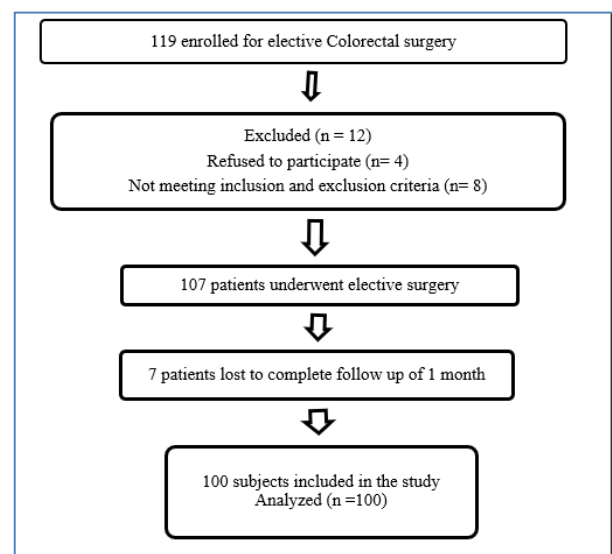 119 enrolled for elective Colorectal surgery
Excluded (n = 12)
Refused to participate (n= 4)
Not meeting inclusion and exclusion criteria (n= 8)
107 patients underwent elective surgery
7 patients lost to complete follow up of 1 month
100 subjects included in the study
Analyzed (n =100)